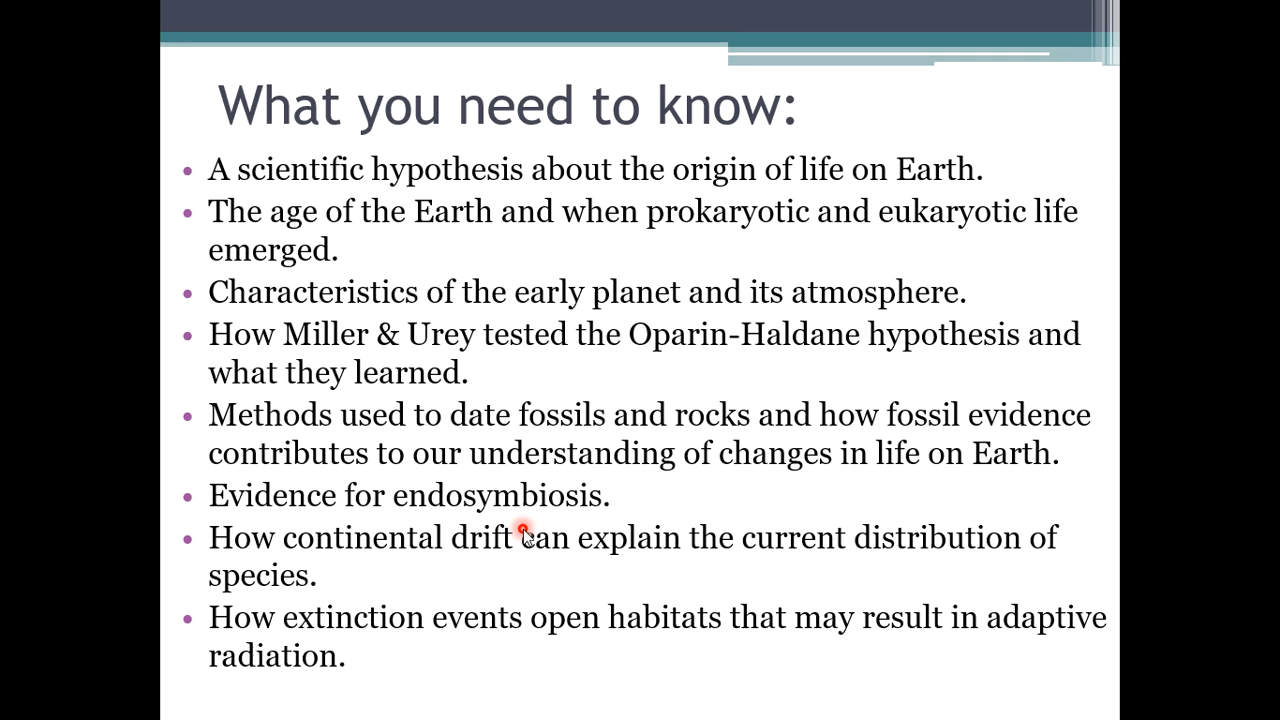 What you need to know:
• A scientific hypothesis about the origin of life on Earth.
• The age of the Earth and when prokaryotic and eukaryotic life
emerged.
• Characteristics of the early planet and its atmosphere.
• How Miller & Urey tested the Oparin-Haldane hypothesis and
what they learned.
• Methods used to date fossils and rocks and how fossil evidence
contributes to our understanding of changes in life on Earth.
• Evidence for endosymbiosis.
• How continental drift can explain the current distribution of
species.
• How extinction events open habitats that may result in adaptive
radiation.